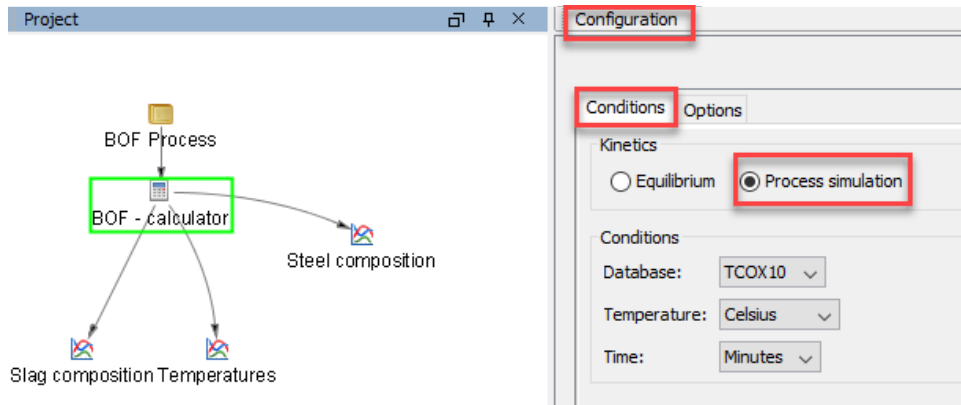 Project
BOF Process
BOF - calculator
Steel composition
Slag composition
Temperatures
Configuration
Conditions
Options
Kinetics
Equilibrium
Process simulation
Conditions
Database: TCOX10
Temperature: Celsius
Time: Minutes